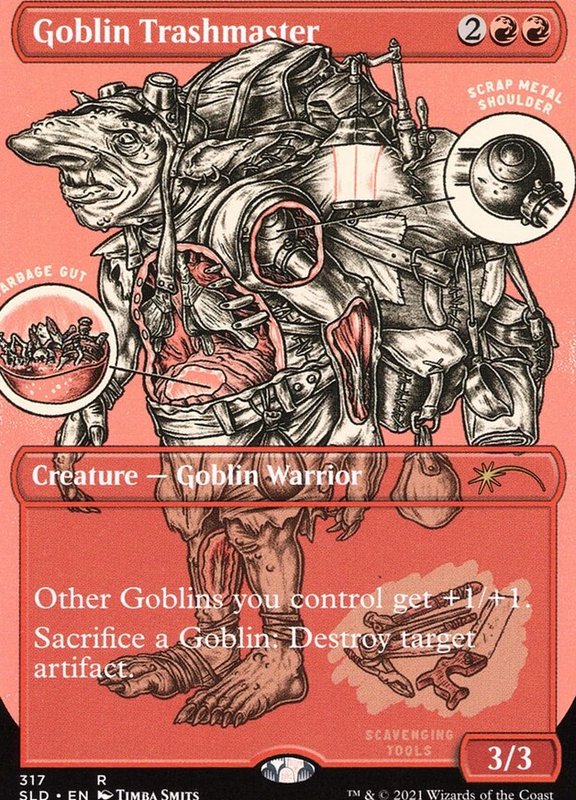 Goblin Trashmaster 2
SCRAP METAL
SHOULDER
ARBAGE GUT
Creature — Goblin Warrior
Other Goblins you control get +1/+1.
Sacrifice a Goblin: Destroy target
artifact.
SCAVENGING
TOOLS
3/3
317 R
SLD • EN TIMBA SMITS ™ & © 2021 Wizards of the Coast